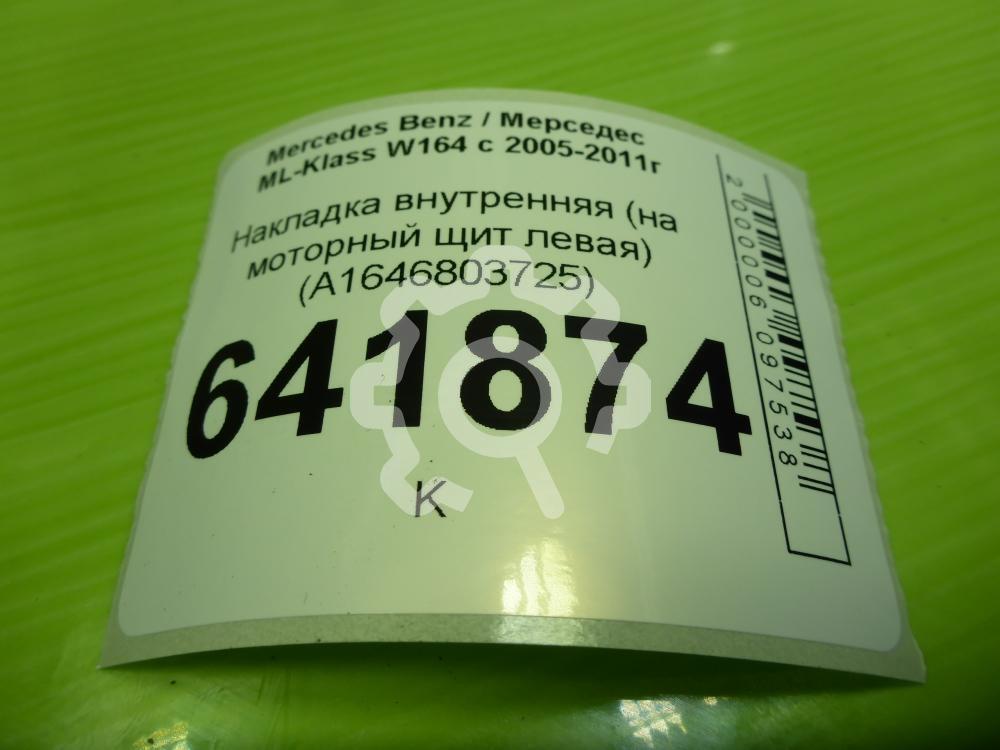 Mercedes Benz / Мерседес
ML-Klass W164 с 2005-2011г
Накладка внутренняя (на
моторный щит левая)
(A1646803725)
641874
K
2000006097538